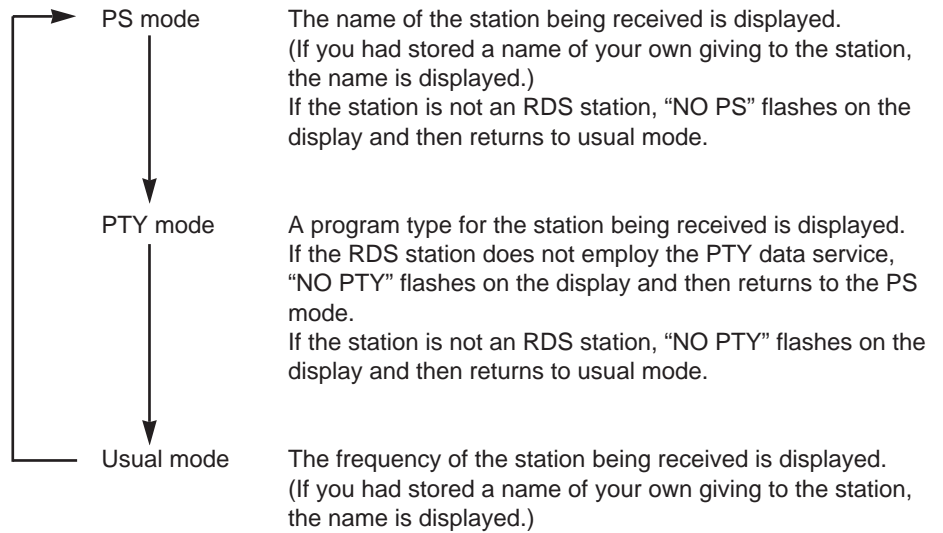 PS mode The name of the station being received is displayed.
(If you had stored a name of your own giving to the station,
the name is displayed.)
If the station is not an RDS station, “NO PS” flashes on the
display and then returns to usual mode.
PTY mode A program type for the station being received is displayed.
If the RDS station does not employ the PTY data service,
“NO PTY” flashes on the display and then returns to the PS
mode.
If the station is not an RDS station, “NO PTY” flashes on the
display and then returns to usual mode.
Usual mode The frequency of the station being received is displayed.
(If you had stored a name of your own giving to the station,
the name is displayed.)